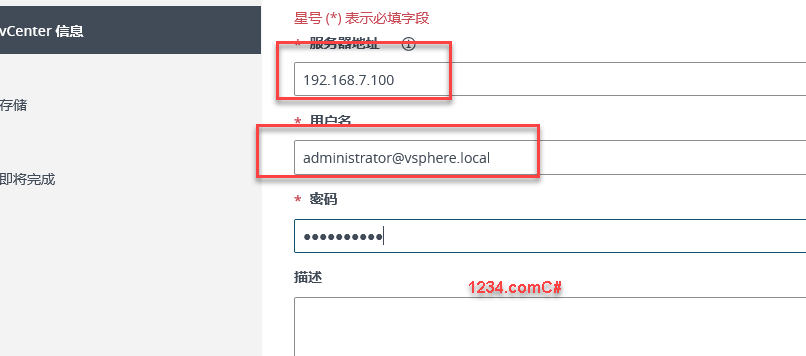 星号 (*) 表示必填字段
vCenter 信息
* 服务器地址
192.168.7.100
存储
* 用户名
administrator@vsphere.local
即将完成
* 密码
●●●●●●●●●●
描述
1234.comC#